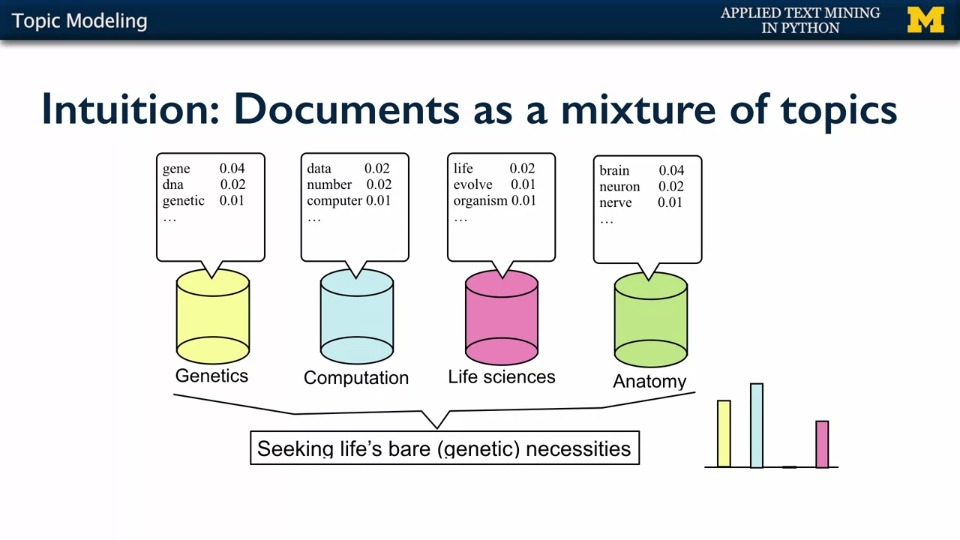 Topic Modeling
APPLIED TEXT MINING
IN PYTHON
M
Intuition: Documents as a mixture of topics
gene 0.04
dna 0.02
genetic 0.01
…
data 0.02
number 0.02
computer 0.01
…
life 0.02
evolve 0.01
organism 0.01
…
brain 0.04
neuron 0.02
nerve 0.01
…
Genetics
Computation
Life sciences
Anatomy
Seeking life's bare (genetic) necessities